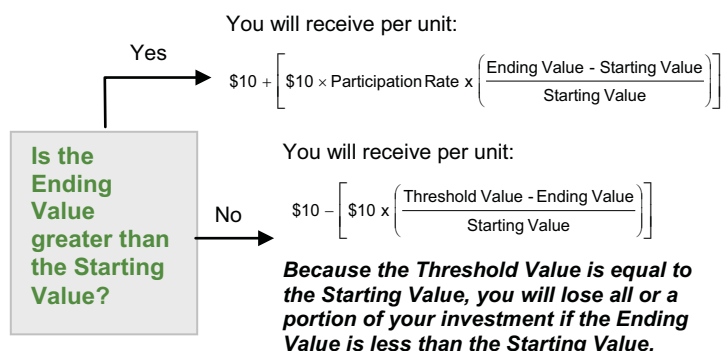 You will receive per unit:
Yes
$10 + [$10 × Participation Rate x (Ending Value - Starting Value / Starting Value)]
Is the
Ending
Value
greater than
the Starting
Value?
No
You will receive per unit:
$10 – [$10 x (Threshold Value - Ending Value / Starting Value)]
Because the Threshold Value is equal to
the Starting Value, you will lose all or a
portion of your investment if the Ending
Value is less than the Starting Value.